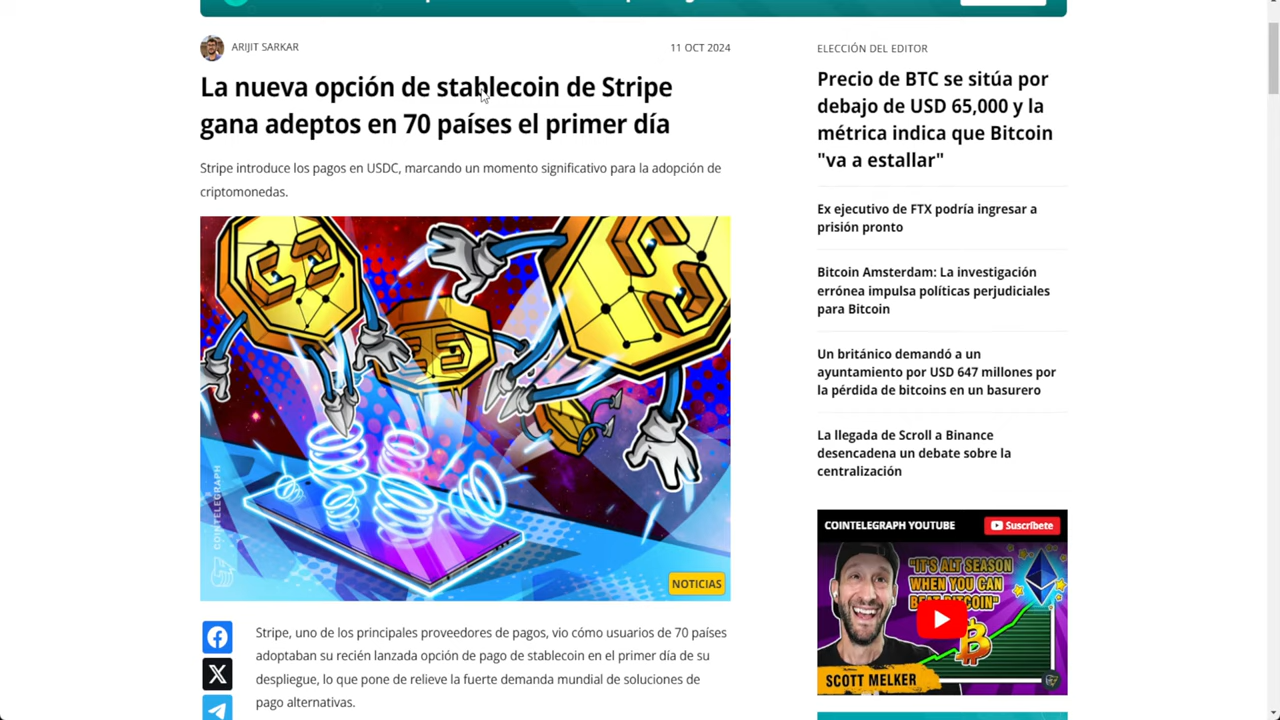 ARIJIT SARKAR
11 OCT 2024
La nueva opción de stablecoin de Stripe
gana adeptos en 70 países el primer día
Stripe introduce los pagos en USDC, marcando un momento significativo para la adopción de
criptomonedas.
COINTELEGRAPH
NOTICIAS
Stripe, uno de los principales proveedores de pagos, vio cómo usuarios de 70 países
adoptaban su recién lanzada opción de pago de stablecoin en el primer día de su
despliegue, lo que pone de relieve la fuerte demanda mundial de soluciones de
pago alternativas.
ELECCIÓN DEL EDITOR
Precio de BTC se sitúa por
debajo de USD 65,000 y la
métrica indica que Bitcoin
"va a estallar"
Ex ejecutivo de FTX podría ingresar a
prisión pronto
Bitcoin Amsterdam: La investigación
errónea impulsa políticas perjudiciales
para Bitcoin
Un británico demandó a un
ayuntamiento por USD 647 millones por
la pérdida de bitcoins en un basurero
La llegada de Scroll a Binance
desencadena un debate sobre la
centralización
COINTELEGRAPH YOUTUBE
Suscríbete
"IT'S ALT SEASON
WHEN YOU CAN
BEAT BITCOIN"
SCOTT MELKER